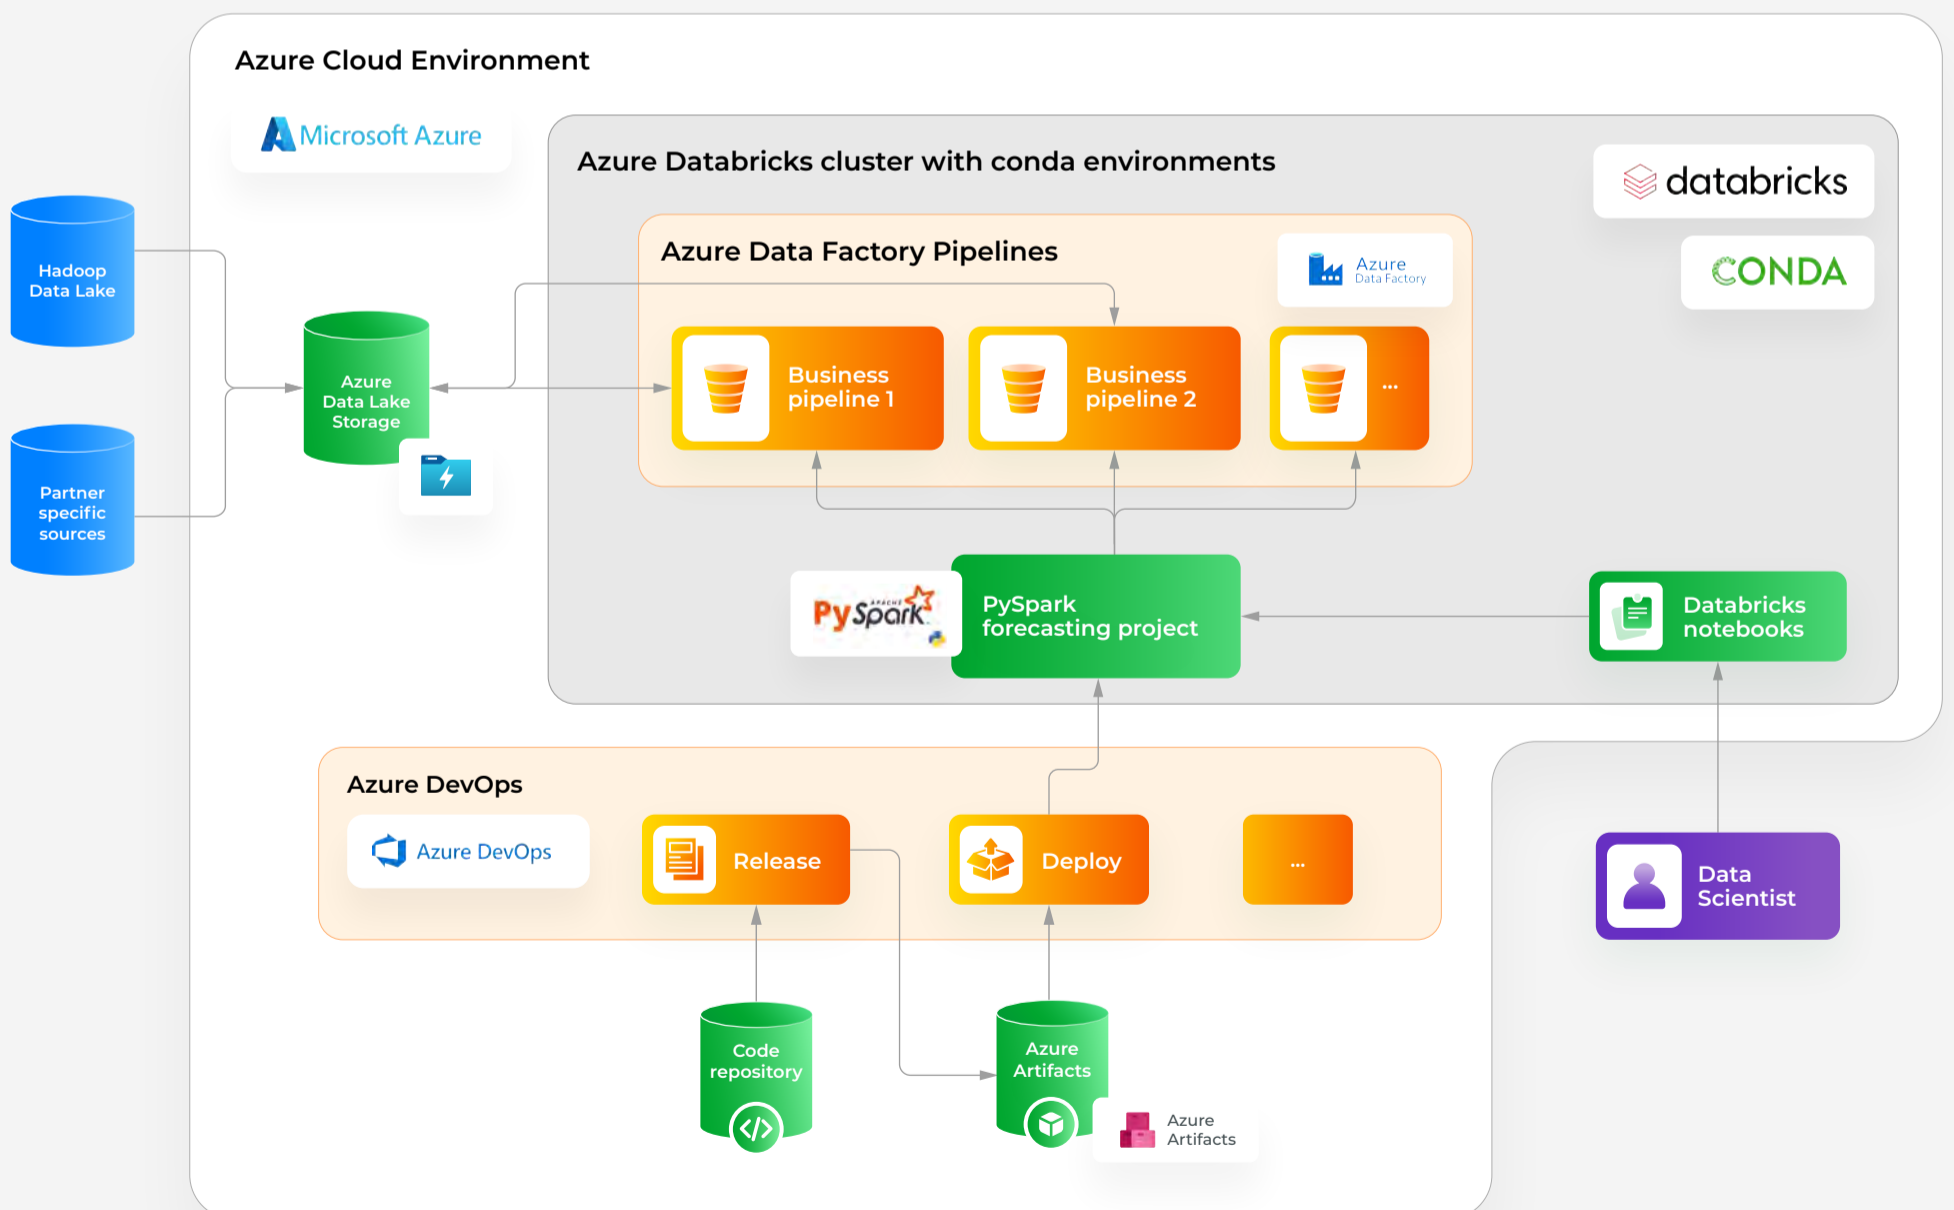 Azure Cloud Environment
Microsoft Azure
Azure Databricks cluster with conda environments
databricks
CONDA
Azure Data Factory Pipelines
Azure
Data Factory
Hadoop
Data Lake
Azure
Data Lake
Storage
Business
pipeline 1
Business
pipeline 2
...
Partner
specific
sources
APACHE
PySpark
PySpark
forecasting project
Databricks
notebooks
Azure DevOps
Azure DevOps
Release
Deploy
...
Data
Scientist
Code
repository
</>
Azure
Artifacts
Azure
Artifacts